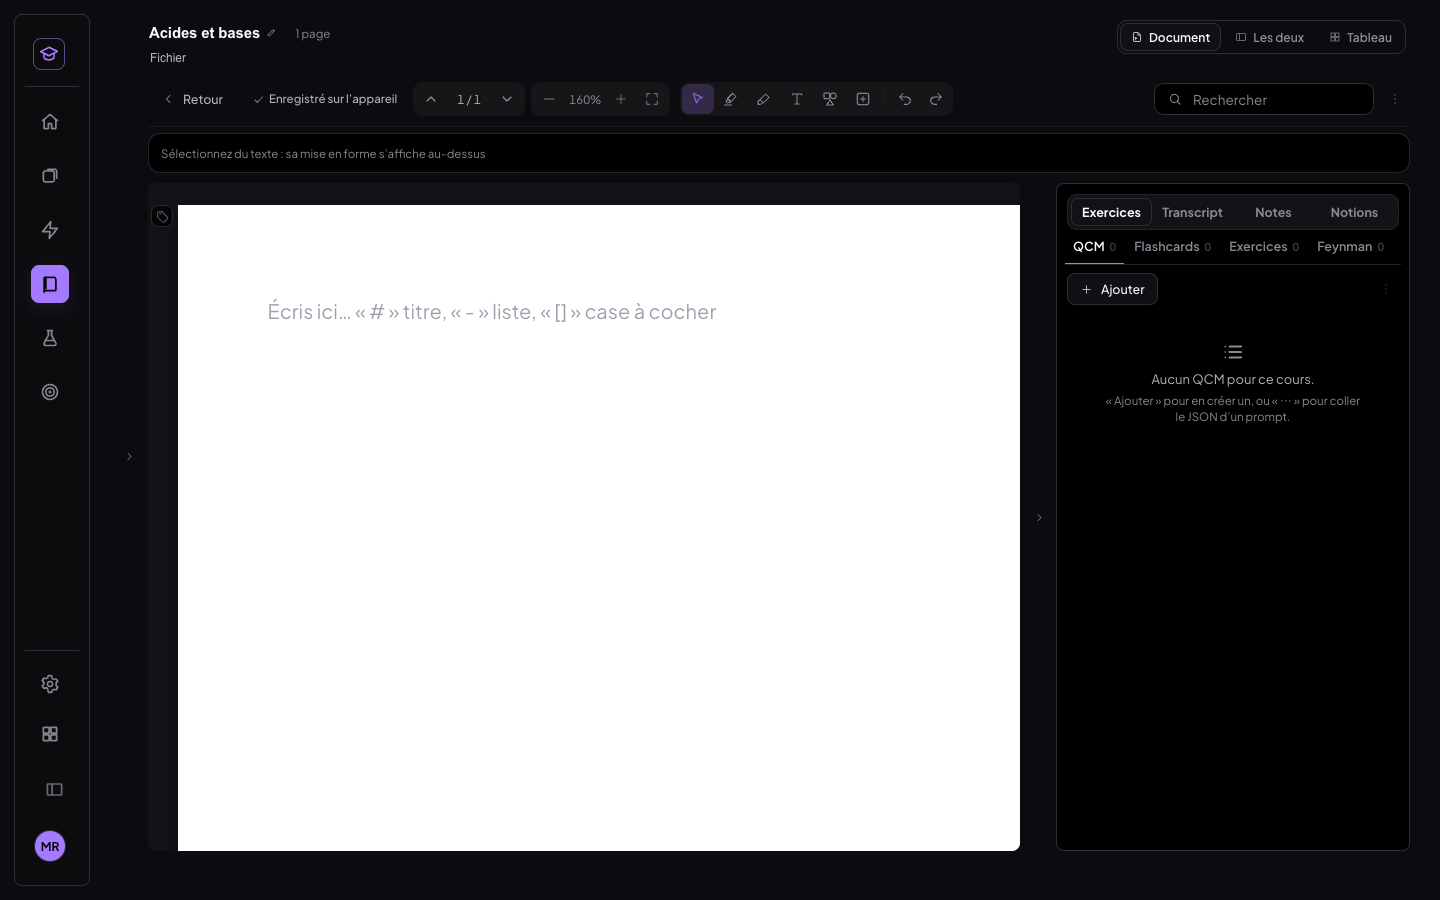 Acides et bases
1 page
Fichier
Document
Les deux
Tableau
Retour
Enregistré sur l'appareil
1/1
160%
Rechercher
Sélectionnez du texte : sa mise en forme s'affiche au-dessus
Écris ici… « # » titre, « - » liste, « [] » case à cocher
Exercices
Transcript
Notes
Notions
QCM 0
Flashcards 0
Exercices 0
Feynman 0
Ajouter
Aucun QCM pour ce cours.
« Ajouter » pour en créer un, ou « ··· » pour coller
le JSON d'un prompt.
MR